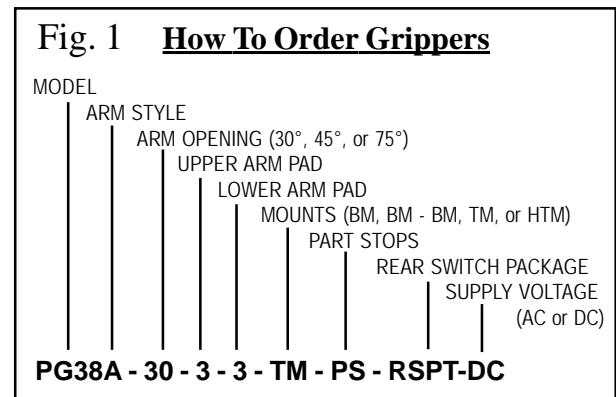 Fig. 1 How To Order Grippers
MODEL
ARM STYLE
ARM OPENING (30°, 45°, or 75°)
UPPER ARM PAD
LOWER ARM PAD
MOUNTS (BM, BM - BM, TM, or HTM)
PART STOPS
REAR SWITCH PACKAGE
SUPPLY VOLTAGE
(AC or DC)
PG38A - 30 - 3 - 3 - TM - PS - RSPT-DC